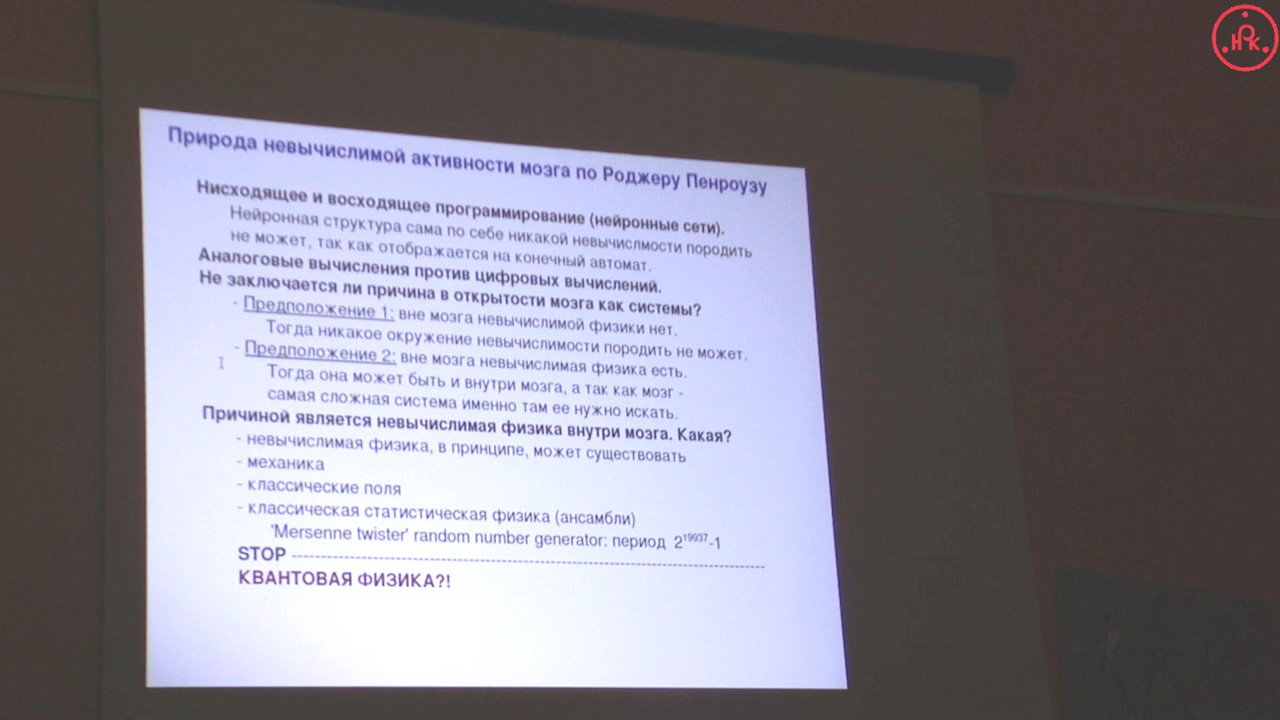 Природа невычислимой активности мозга по Роджеру Пенроузу
Нисходящее и восходящее программирование (нейронные сети).
Нейронная структура сама по себе никакой невычислмости породить
не может, так как отображается на конечный автомат.
Аналоговые вычисления против цифровых вычислений.
Не заключается ли причина в открытости мозга как системы?
- Предположение 1: вне мозга невычислимой физики нет.
Тогда никакое окружение невычислимости породить не может.
- Предположение 2: вне мозга невычислимая физика есть.
Тогда она может быть и внутри мозга, а так как мозг -
самая сложная система именно там ее нужно искать.
Причиной является невычислимая физика внутри мозга. Какая?
- невычислимая физика, в принципе, может существовать
- механика
- классические поля
- классическая статистическая физика (ансамбли)
'Mersenne twister' random number generator: период 2^19937-1
STOP ------------------------------------------------------------
КВАНТОВАЯ ФИЗИКА?!
НРК